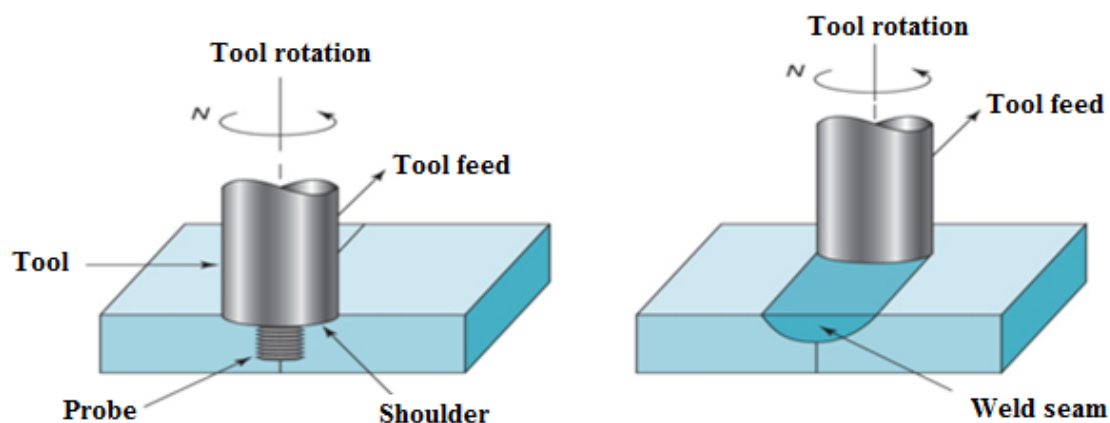 Tool rotation
N
Tool feed
Tool
Probe
Shoulder
Tool rotation
N
Tool feed
Weld seam